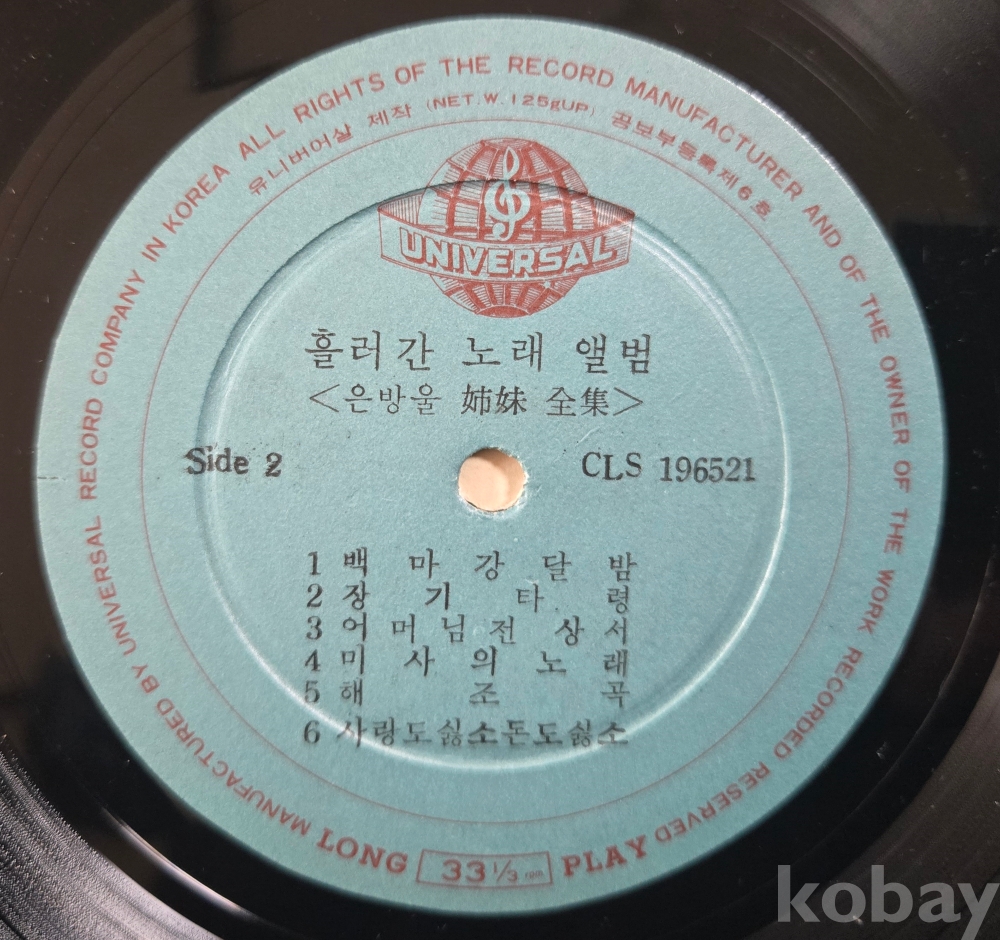 MANUFACTURED BY UNIVERSAL RECORD COMPANY IN KOREA ALL RIGHTS OF THE RECORD MANUFACTURER AND OF THE OWNER OF THE WORK RECORDED RESERVED
유니버어살 제작 (NET.W.125gUP) 공보부등록제6호
UNIVERSAL
흘러간 노래 앨범
<은방울 姉妹 全集>
Side 2 CLS 196521
1 백마강달밤
2 장기타령
3 어머님전상서
4 미사의노래
5 해조곡
6 사랑도싫소돈도싫소
LONG 33 1/3 rpm PLAY
kobay